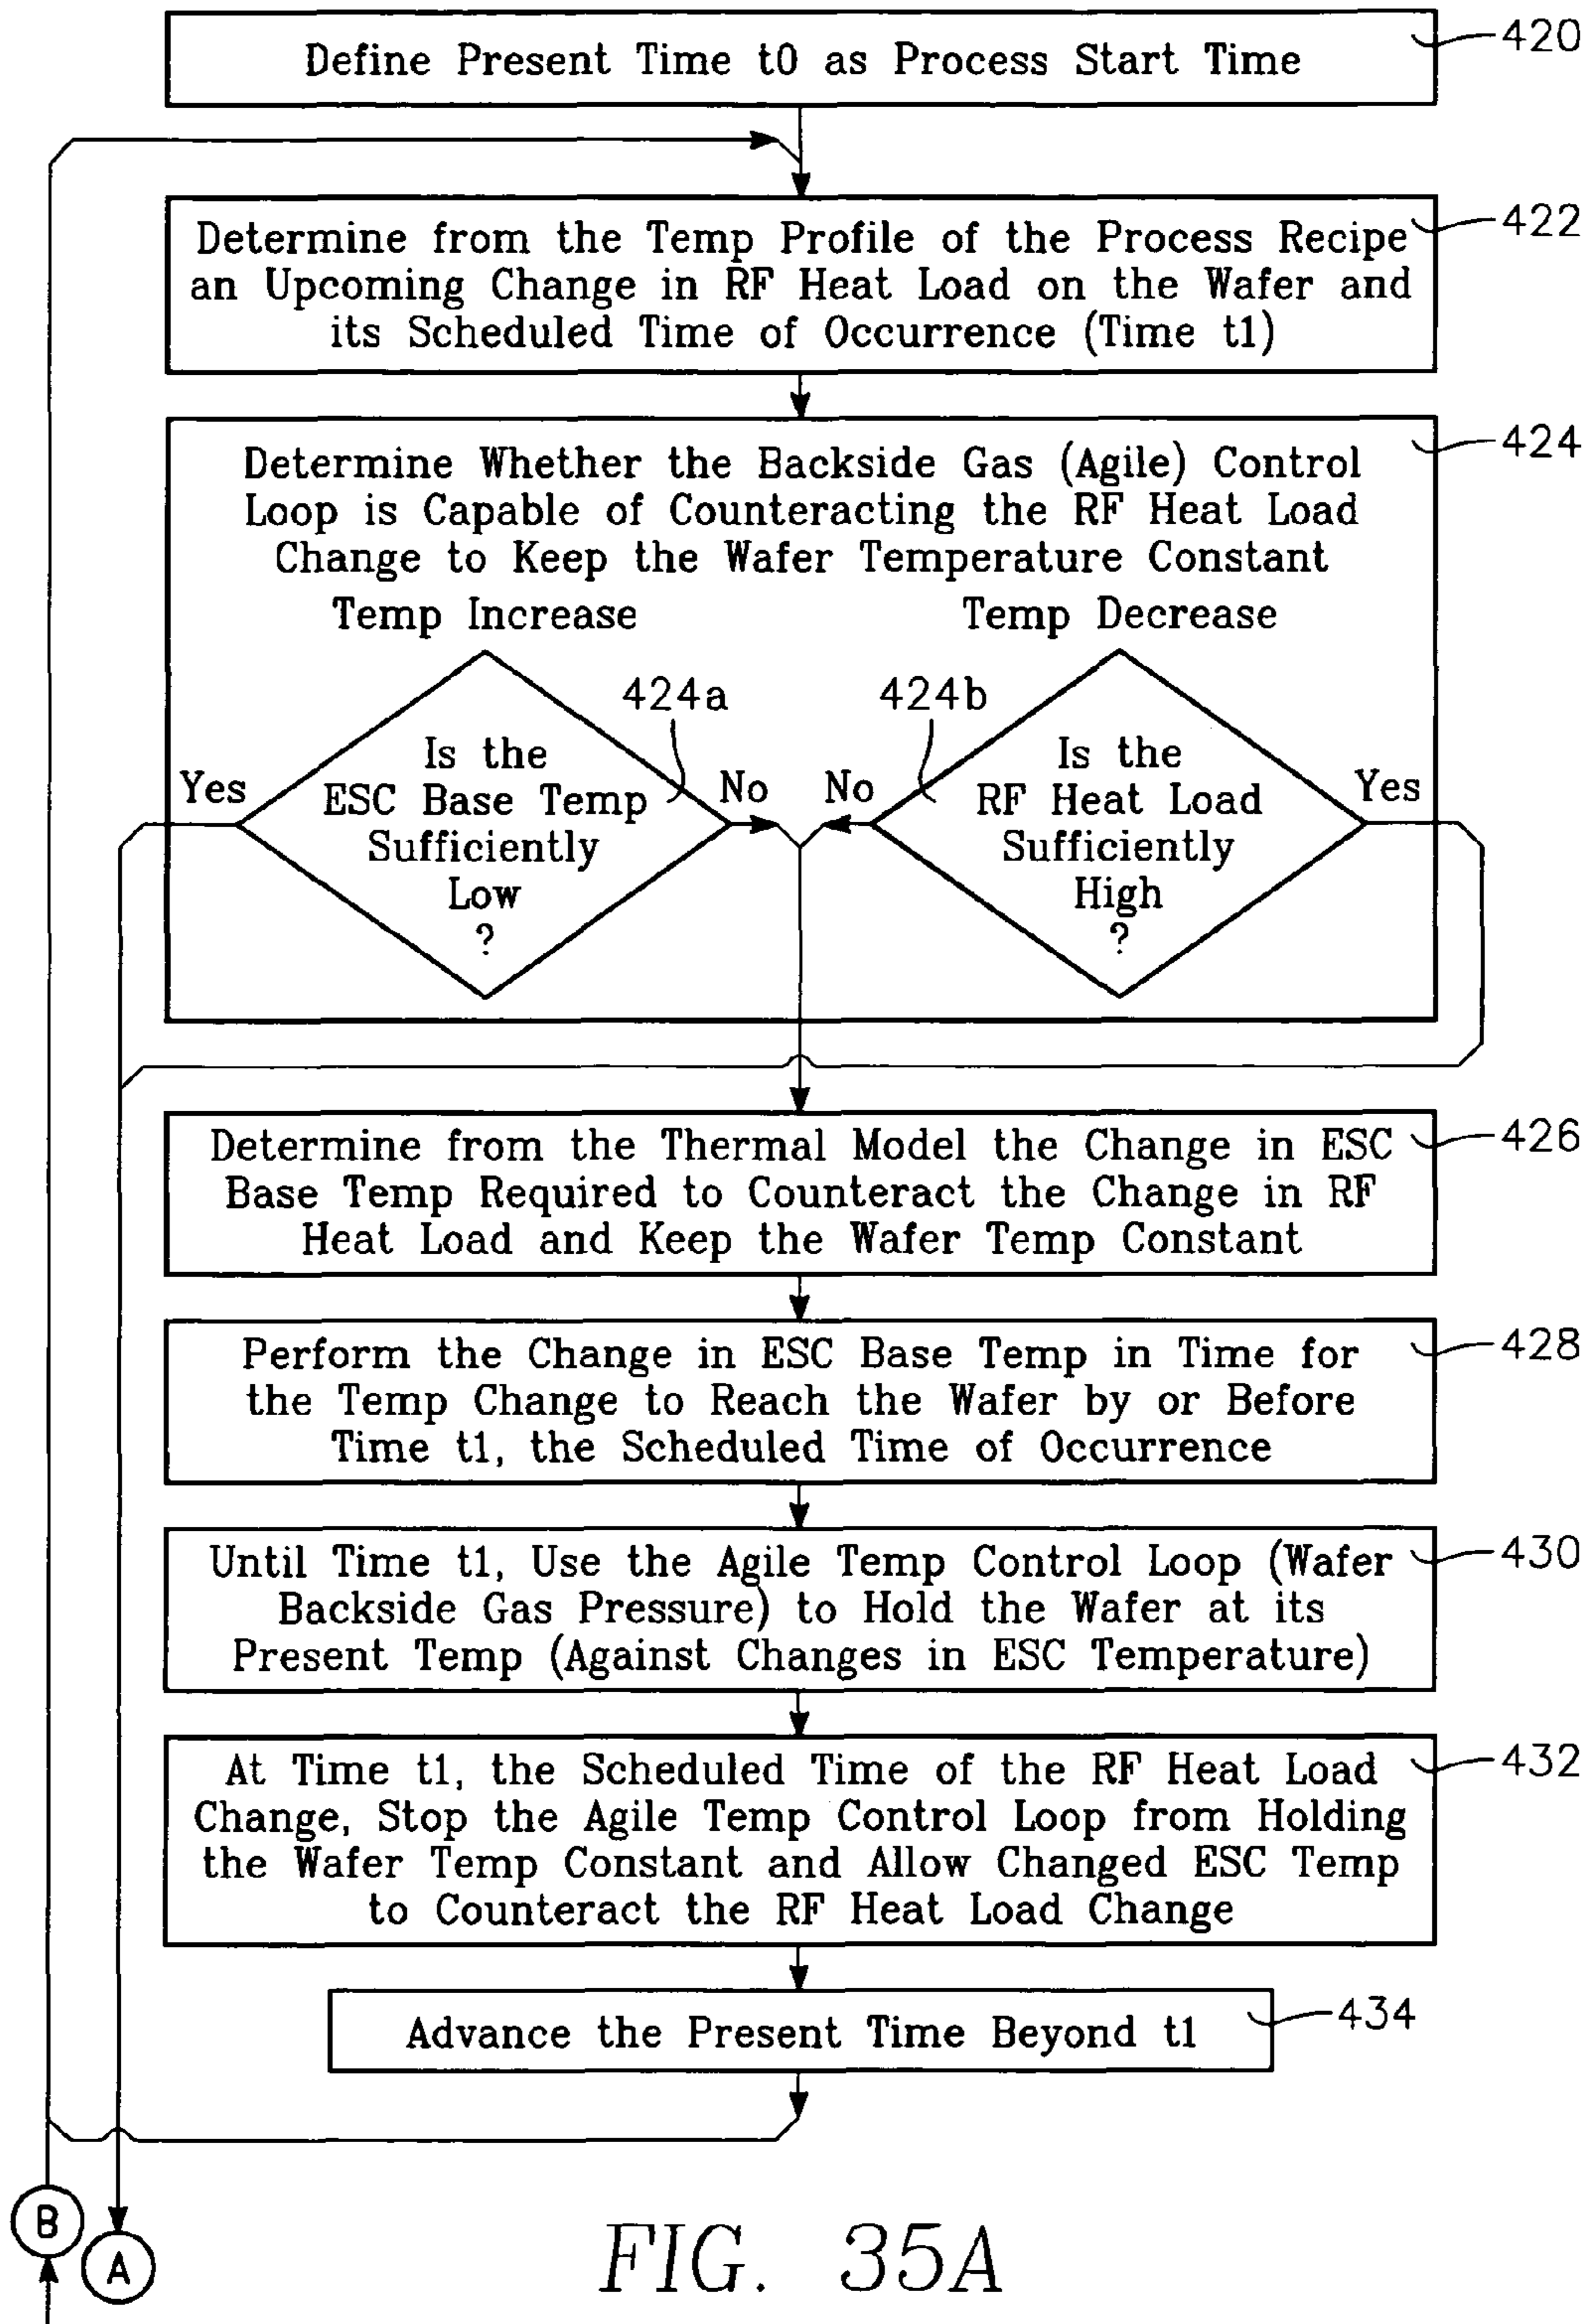 Define Present Time t0 as Process Start Time
420
Determine from the Temp Profile of the Process Recipe
an Upcoming Change in RF Heat Load on the Wafer and
its Scheduled Time of Occurrence (Time t1)
422
Determine Whether the Backside Gas (Agile) Control
Loop is Capable of Counteracting the RF Heat Load
Change to Keep the Wafer Temperature Constant
424
Temp Increase
Temp Decrease
424a
424b
Yes
Is the
ESC Base Temp
Sufficiently
Low
?
No
No
Is the
RF Heat Load
Sufficiently
High
?
Yes
Determine from the Thermal Model the Change in ESC
Base Temp Required to Counteract the Change in RF
Heat Load and Keep the Wafer Temp Constant
426
Perform the Change in ESC Base Temp in Time for
the Temp Change to Reach the Wafer by or Before
Time t1, the Scheduled Time of Occurrence
428
Until Time t1, Use the Agile Temp Control Loop (Wafer
Backside Gas Pressure) to Hold the Wafer at its
Present Temp (Against Changes in ESC Temperature)
430
At Time t1, the Scheduled Time of the RF Heat Load
Change, Stop the Agile Temp Control Loop from Holding
the Wafer Temp Constant and Allow Changed ESC Temp
to Counteract the RF Heat Load Change
432
Advance the Present Time Beyond t1
434
B
A
FIG. 35A